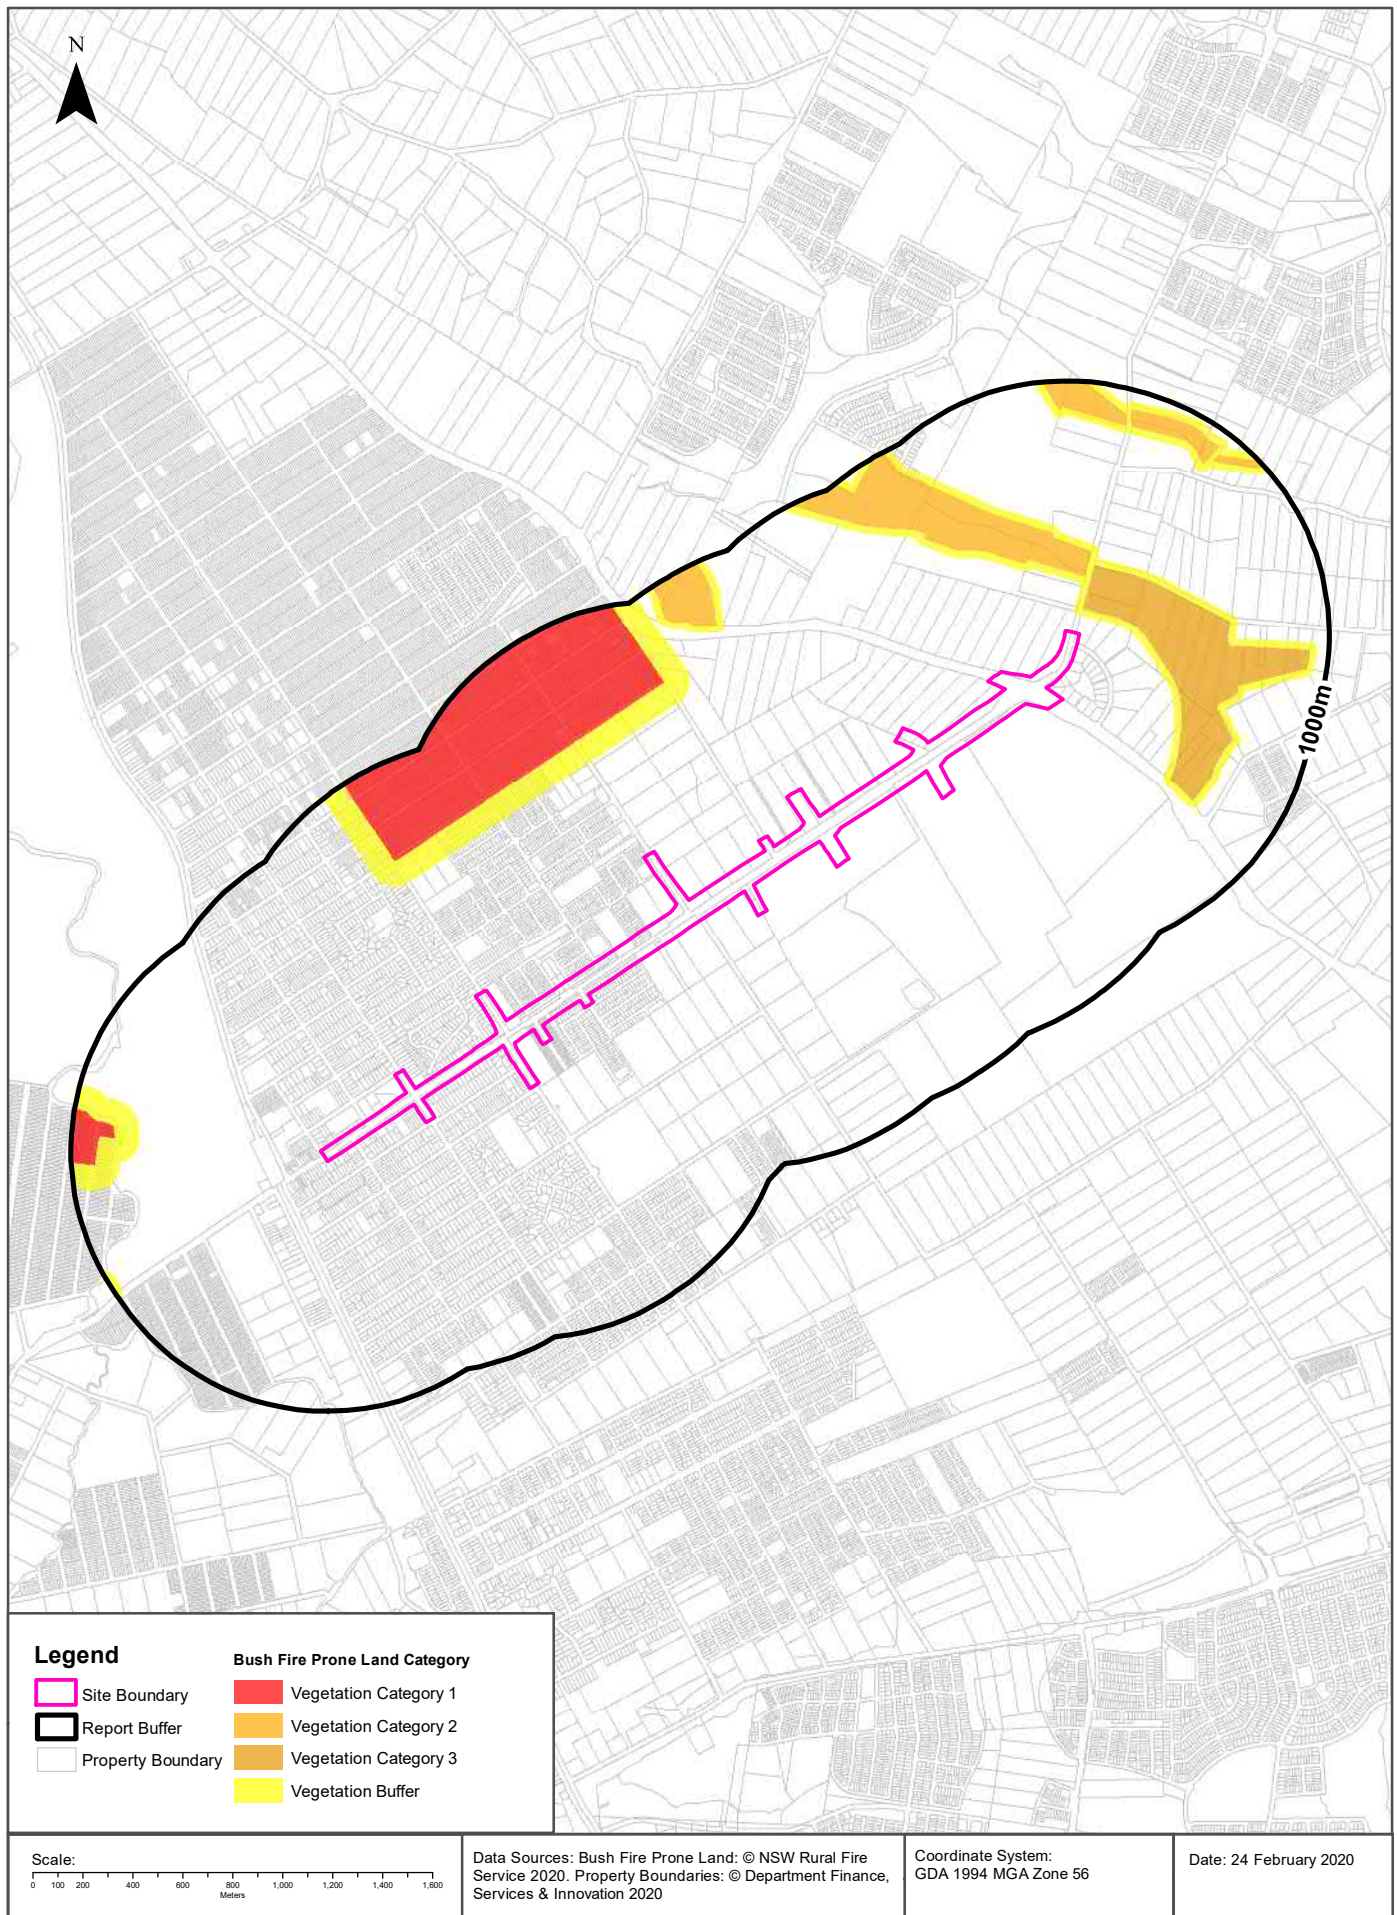 N
1000m
Legend
Site Boundary
Report Buffer
Property Boundary
Bush Fire Prone Land Category
Vegetation Category 1
Vegetation Category 2
Vegetation Category 3
Vegetation Buffer
Scale:
0 100 200 400 600 800 1,000 1,200 1,400 1,600
Meters
Data Sources: Bush Fire Prone Land: © NSW Rural Fire
Service 2020. Property Boundaries: © Department Finance,
Services & Innovation 2020
Coordinate System:
GDA 1994 MGA Zone 56
Date: 24 February 2020